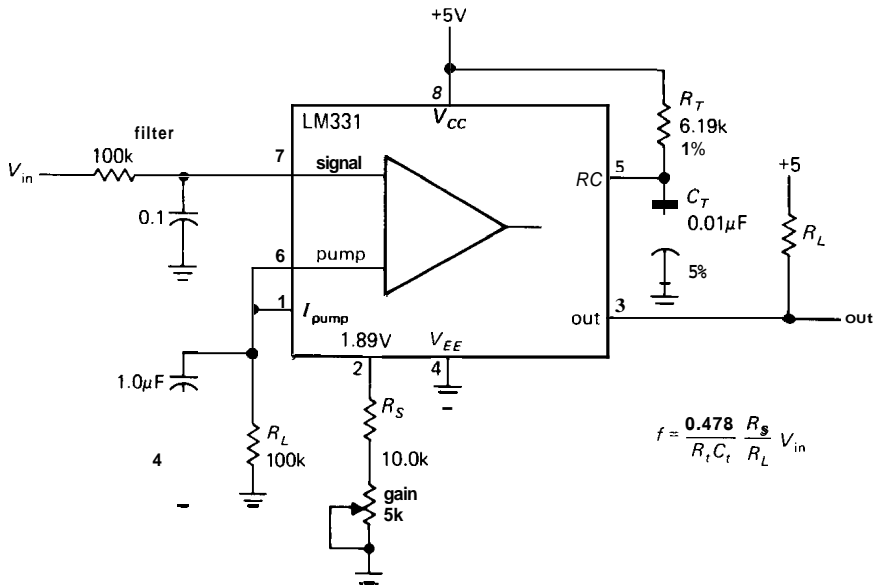 +5V
8
V_CC
LM331
filter
100k
7
signal
V_in
0.1
6
pump
1
I_pump
1.89V
V_EE
2
4
1.0µF
R_L
100k
4
R_S
10.0k
gain
5k
R_T
6.19k
1%
5
RC
C_T
0.01µF
5%
+5
R_L
3
out
out
f = 0.478/(R_t C_t) R_s/R_L V_in